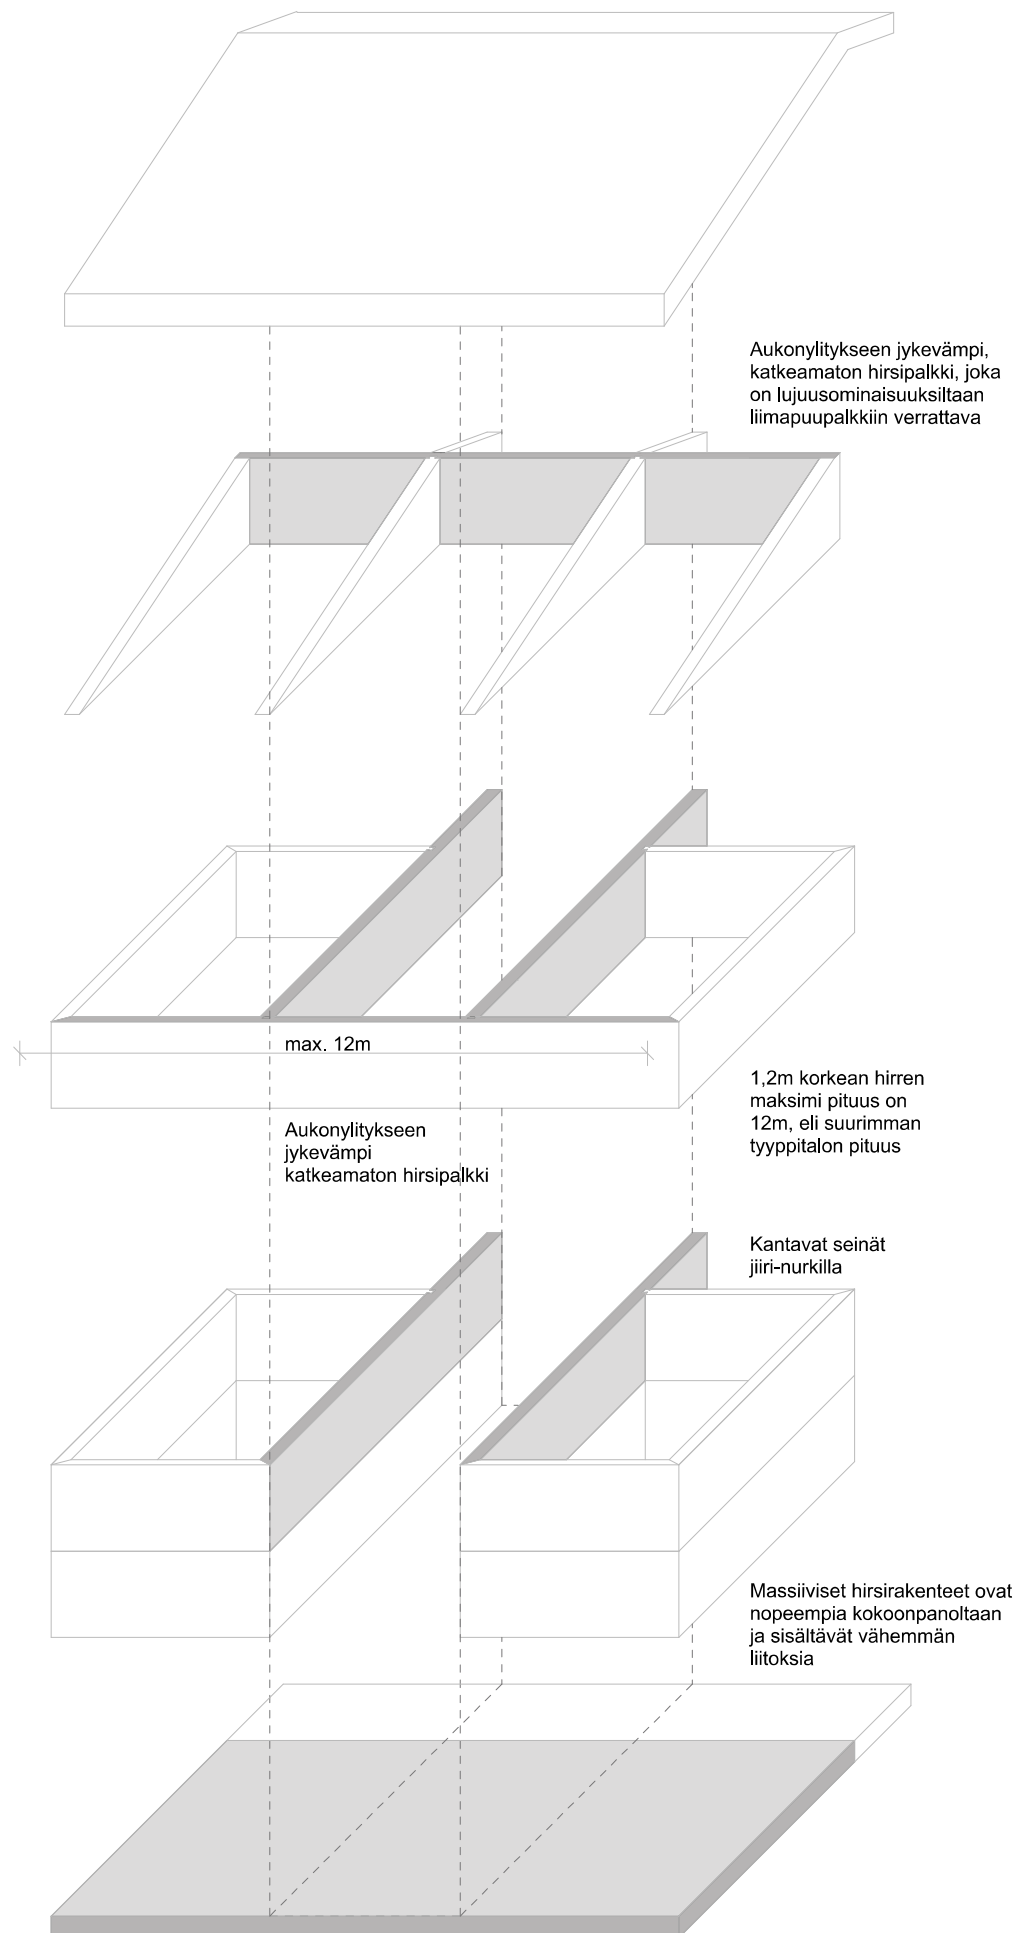 Aukonylitykseen jykevämpi,
katkeamaton hirsipalkki, joka
on lujuusominaisuuksiltaan
liimapuupalkkiin verrattava
max. 12m
1,2m korkean hirren
maksimi pituus on
12m, eli suurimman
tyyppitalon pituus
Aukonylitykseen
jykevämpi
katkeamaton hirsipalkki
Kantavat seinät
jiiri-nurkilla
Massiiviset hirsirakenteet ovat
nopeempia kokoonpanoltaan
ja sisältävät vähemmän
liitoksia